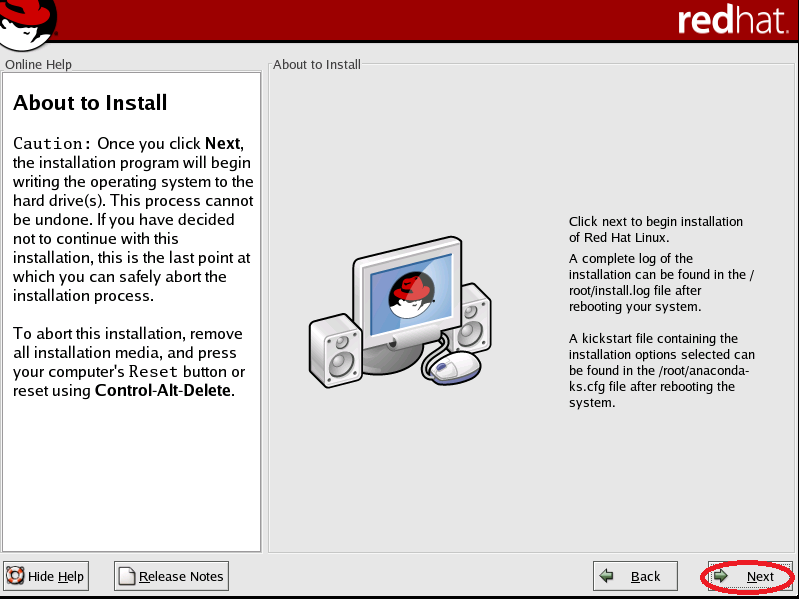 redhat.
Online Help
About to Install
Caution: Once you click Next,
the installation program will begin
writing the operating system to the
hard drive(s). This process cannot
be undone. If you have decided
not to continue with this
installation, this is the last point at
which you can safely abort the
installation process.
To abort this installation, remove
all installation media, and press
your computer's Reset button or
reset using Control-Alt-Delete.
About to Install
Click next to begin installation
of Red Hat Linux.
A complete log of the
installation can be found in the /
root/install.log file after
rebooting your system.
A kickstart file containing the
installation options selected can
be found in the /root/anaconda-
ks.cfg file after rebooting the
system.
Hide Help
Release Notes
Back
Next